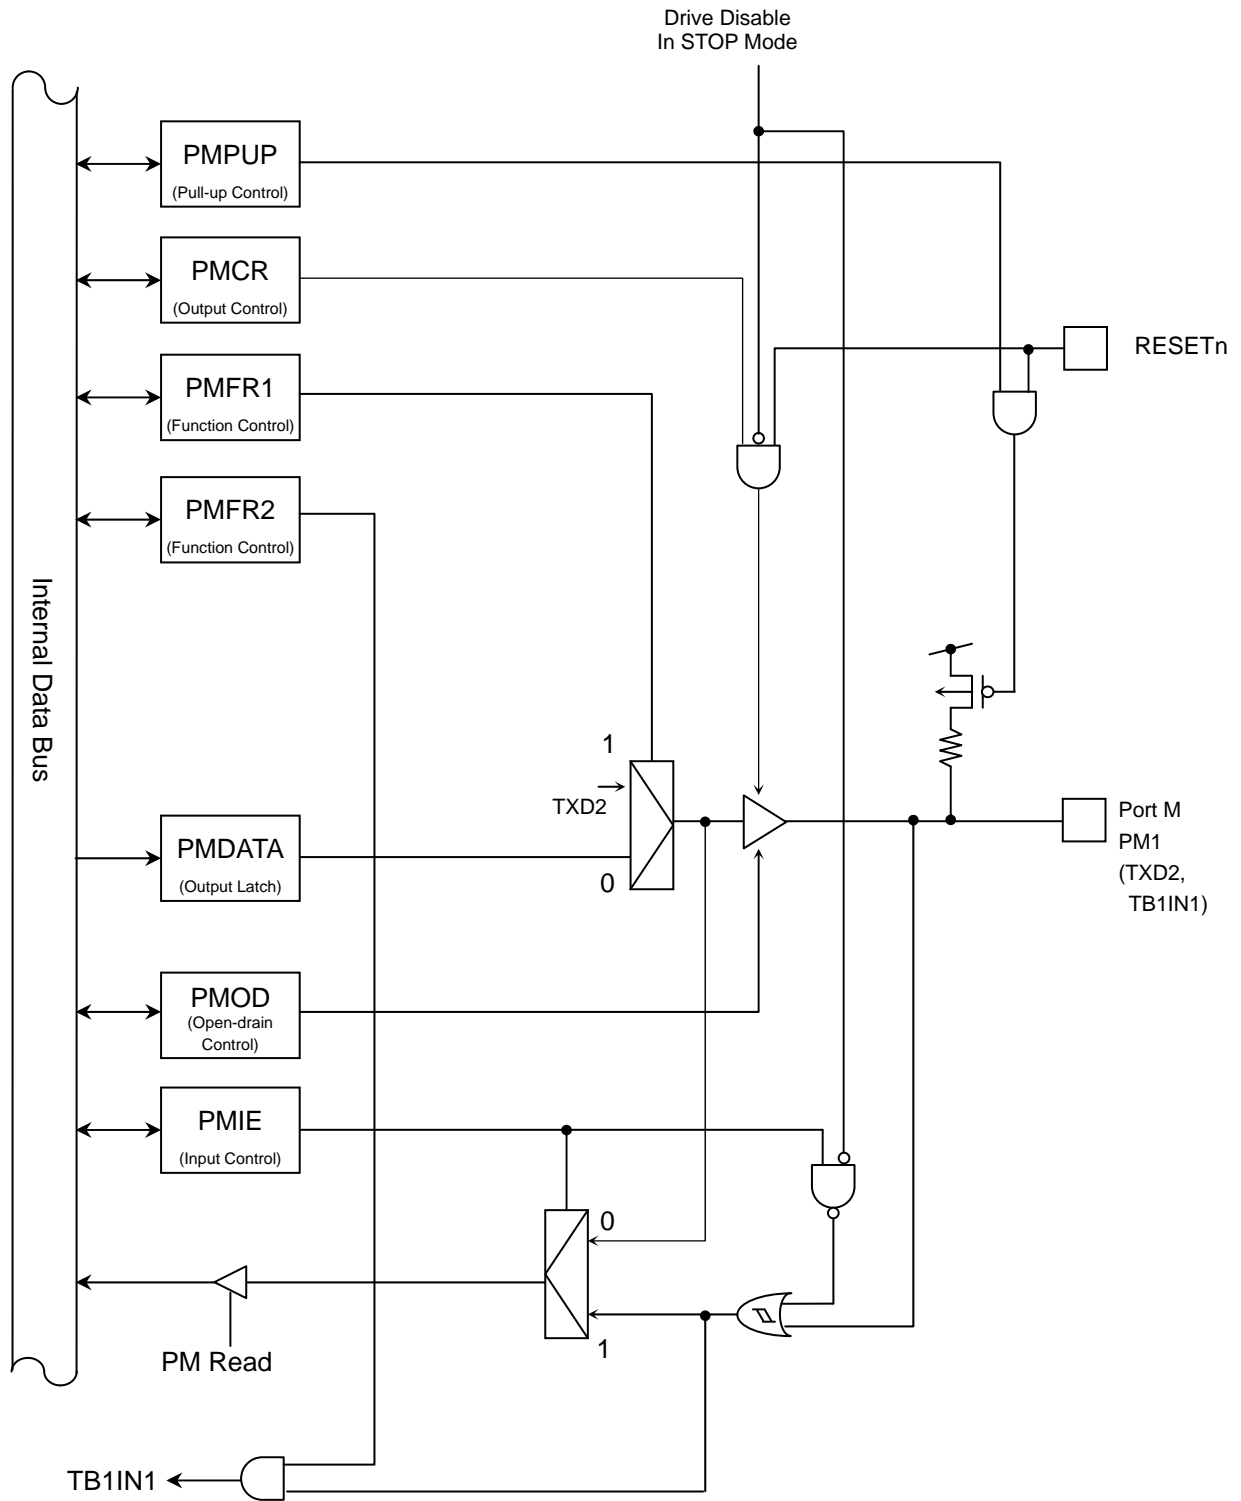 Drive Disable
In STOP Mode
PMPUP
(Pull-up Control)
PMCR
(Output Control)
RESETn
PMFR1
(Function Control)
PMFR2
(Function Control)
Internal Data Bus
1
TXD2
0
Port M
PM1
(TXD2,
TB1IN1)
PMDATA
(Output Latch)
PMOD
(Open-drain
Control)
PMIE
(Input Control)
0
1
PM Read
TB1IN1